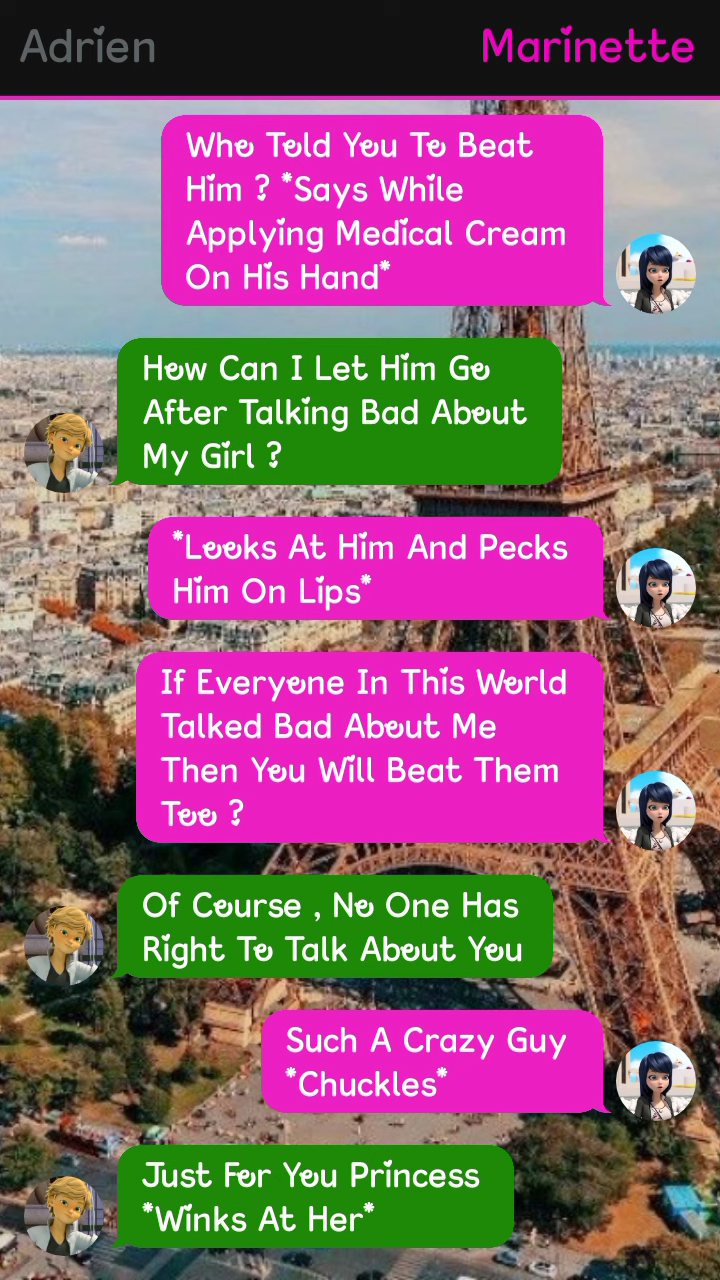 Adrien
Marinette
Who Told You To Beat
Him ? *Says While
Applying Medical Cream
On His Hand*
How Can I Let Him Go
After Talking Bad About
My Girl ?
*Looks At Him And Pecks
Him On Lips*
If Everyone In This World
Talked Bad About Me
Then You Will Beat Them
Too ?
Of Course , No One Has
Right To Talk About You
Such A Crazy Guy
*Chuckles*
Just For You Princess
*Winks At Her*